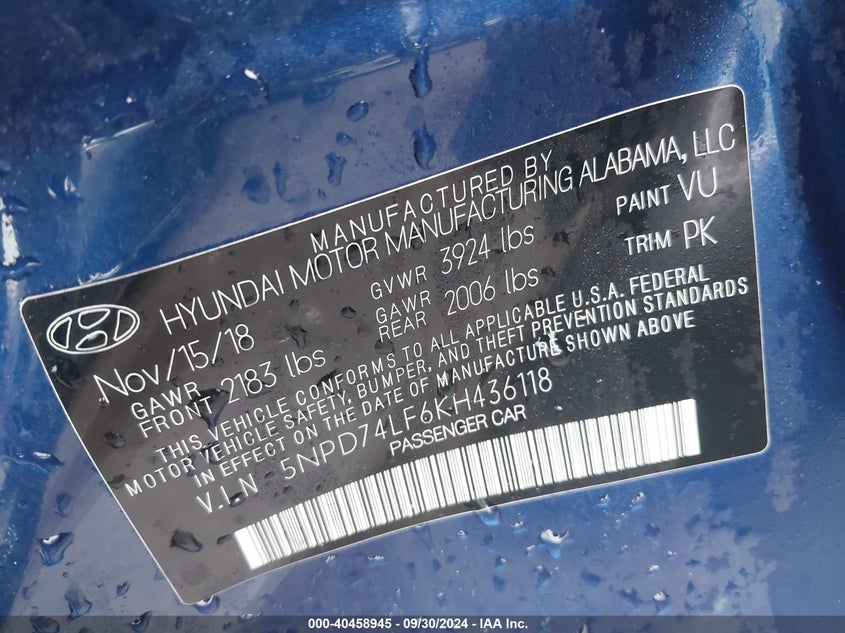 MANUFACTURED BY
HYUNDAI MOTOR MANUFACTURING ALABAMA, LLC
Nov/15/18 GVWR 3924 lbs PAINT VU
GAWR FRONT 2183 lbs GAWR REAR 2006 lbs TRIM PK
THIS VEHICLE CONFORMS TO ALL APPLICABLE U.S.A. FEDERAL
MOTOR VEHICLE SAFETY, BUMPER, AND THEFT PREVENTION STANDARDS
IN EFFECT ON THE DATE OF MANUFACTURE SHOWN ABOVE
V.I.N 5NPD74LF6KH436118
PASSENGER CAR
000-40458945 - 09/30/2024 - IAA Inc.